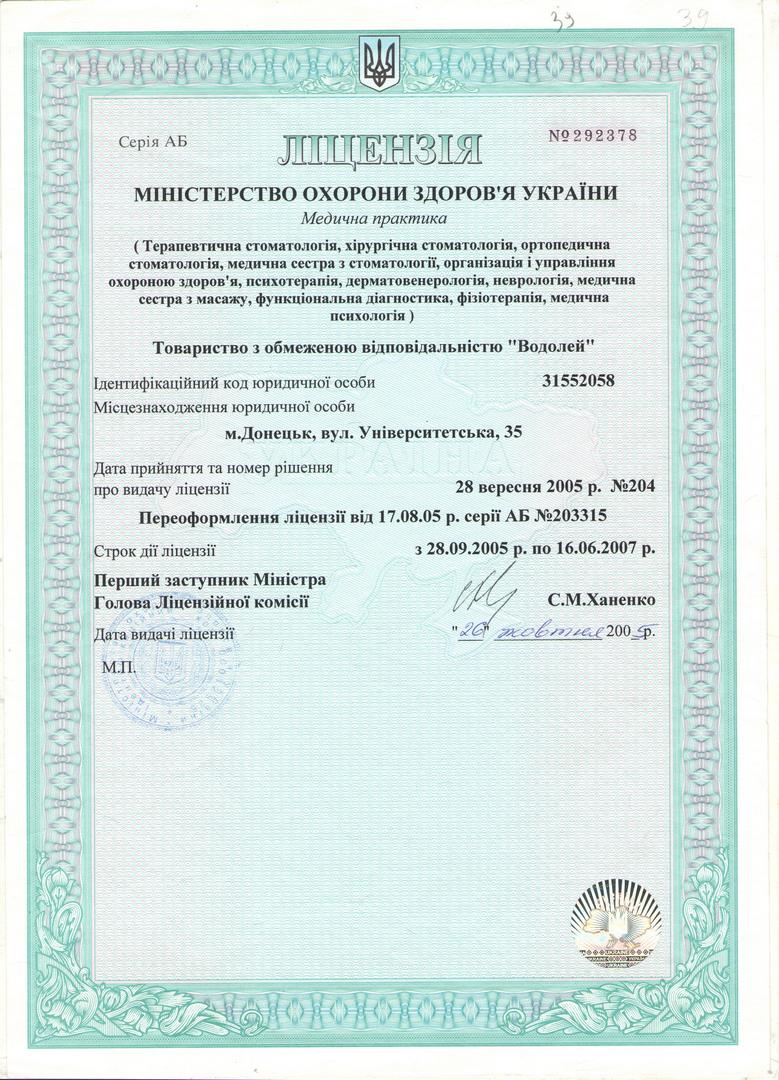 39 39
Серія АБ
ЛІЦЕНЗІЯ
№292378
МІНІСТЕРСТВО ОХОРОНИ ЗДОРОВ'Я УКРАЇНИ
Медична практика
( Терапевтична стоматологія, хірургічна стоматологія, ортопедична
стоматологія, медична сестра з стоматології, організація і управління
охороною здоров'я, психотерапія, дерматовенерологія, неврологія, медична
сестра з масажу, функціональна діагностика, фізіотерапія, медична
психологія )
Товариство з обмеженою відповідальністю "Водолей"
Ідентифікаційний код юридичної особи 31552058
Місцезнаходження юридичної особи
м.Донецьк, вул. Університетська, 35
УКРАЇНА
Дата прийняття та номер рішення
про видачу ліцензії 28 вересня 2005 р. №204
Переоформлення ліцензії від 17.08.05 р. серії АБ №203315
Строк дії ліцензії з 28.09.2005 р. по 16.06.2007 р.
Перший заступник Міністра
Голова Ліцензійної комісії С.М.Ханенко
Дата видачі ліцензії "26" жовтня 2005р.
М.П.
UKRAINE